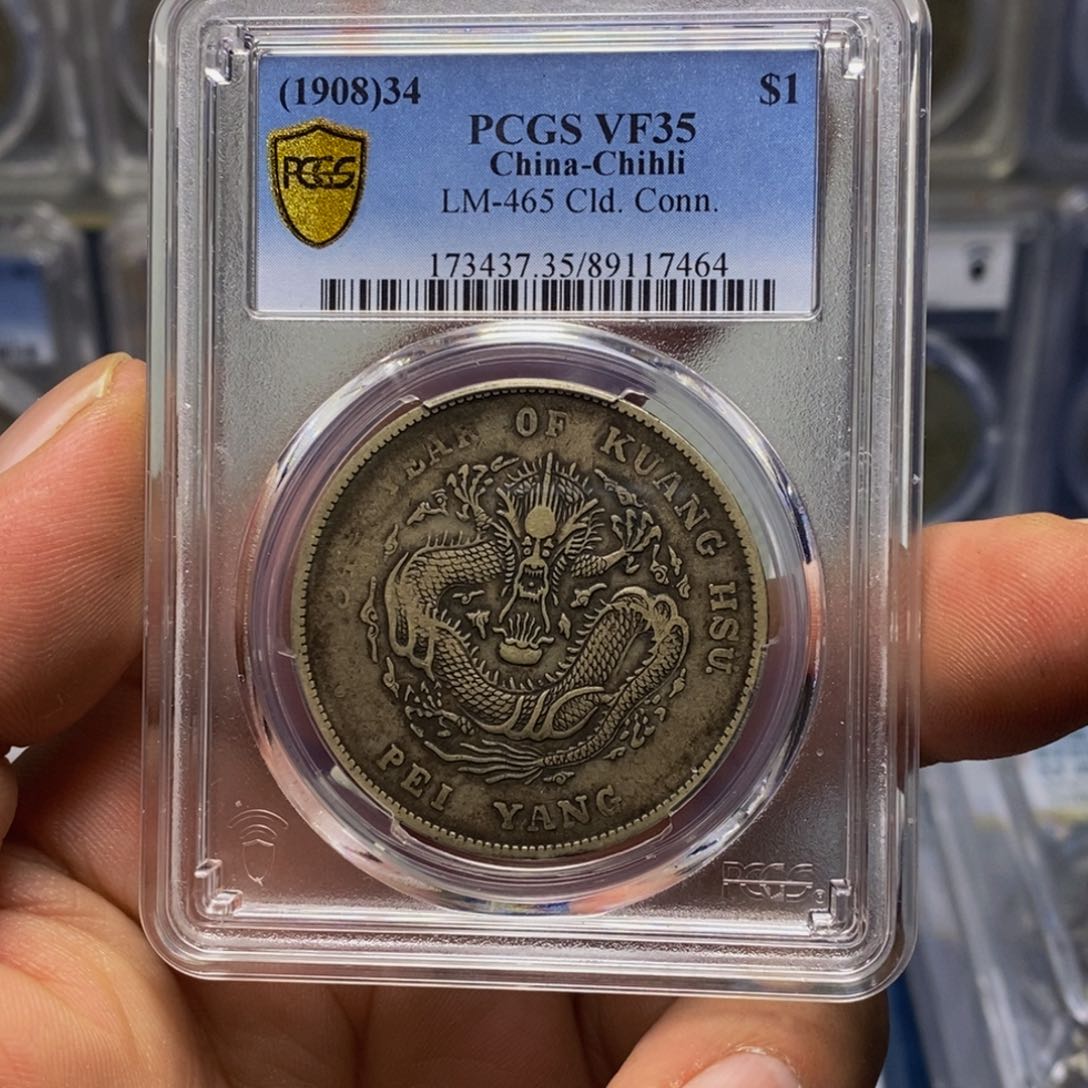 (1908)34 $1
PCGS VF35
China-Chihli
LM-465 Cld. Conn.
PCGS
173437.35/89117464
YEAR OF KUANG HSU
PEI YANG
PCGS